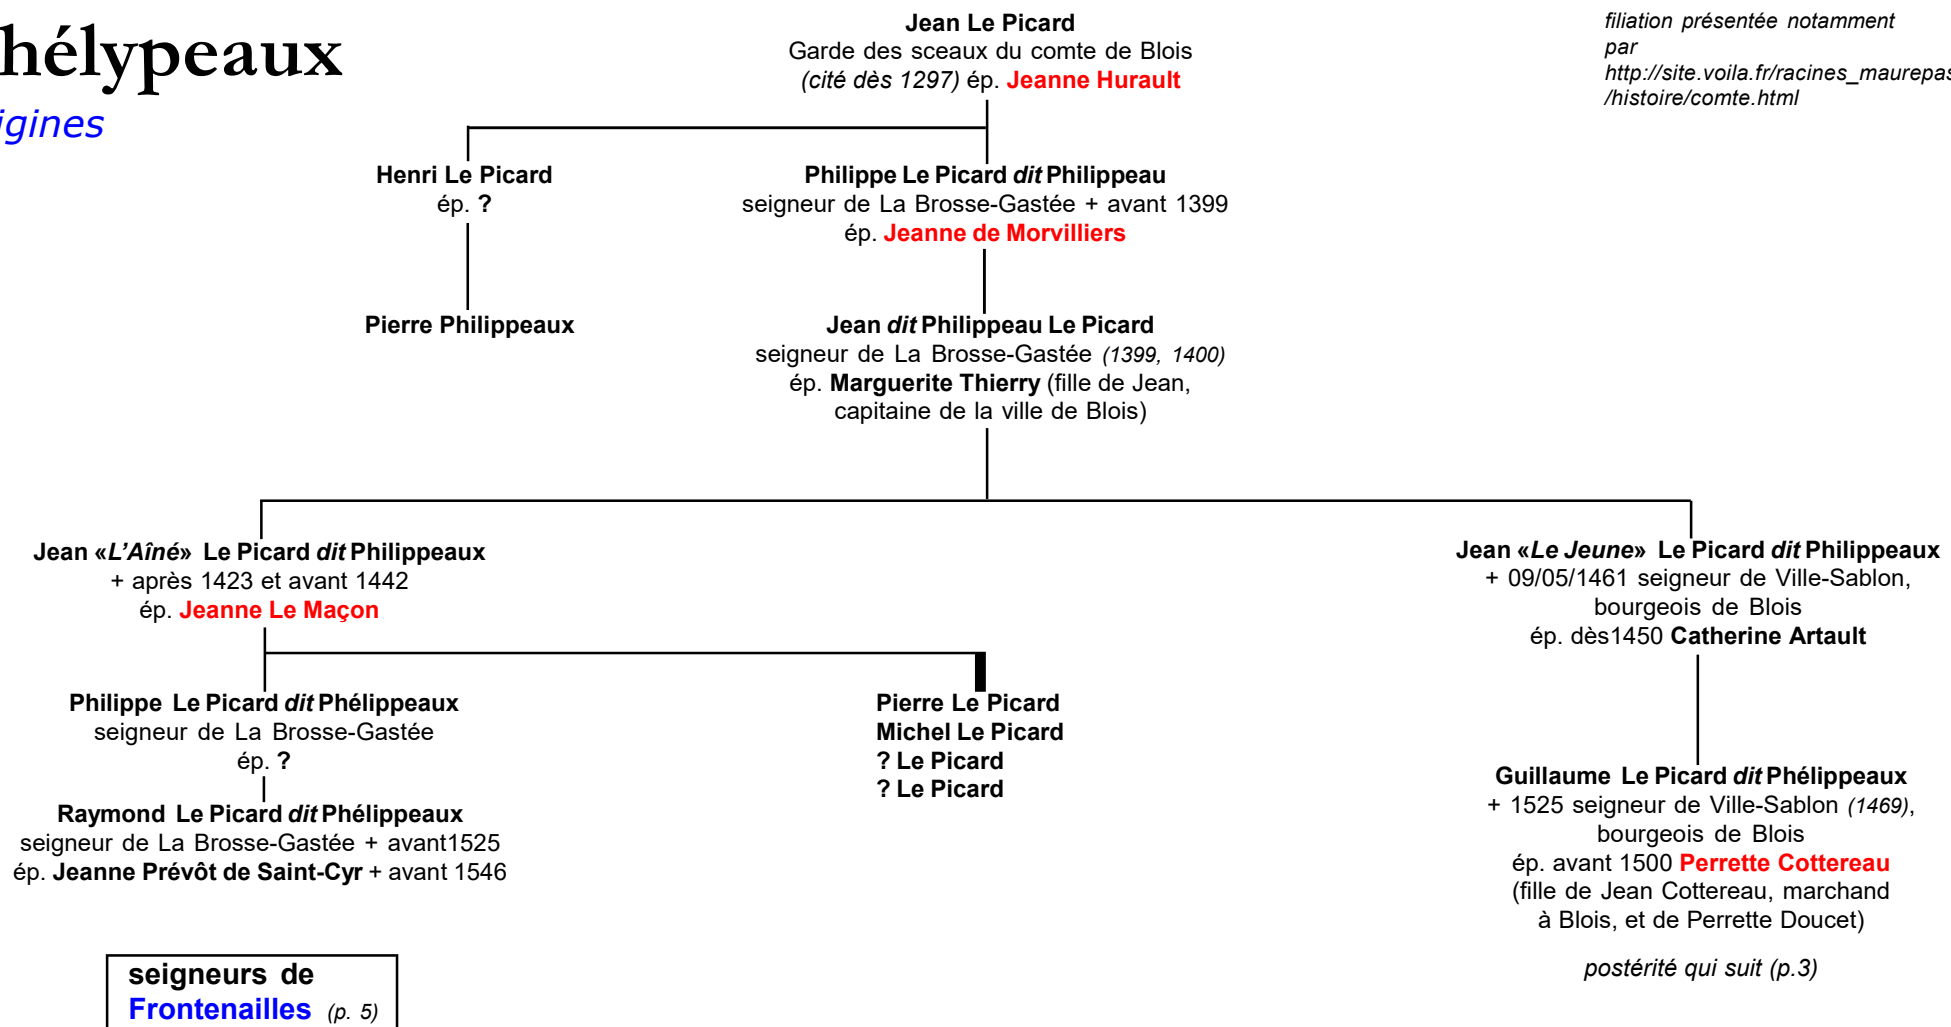 hélypeaux
igines
Jean Le Picard
Garde des sceaux du comte de Blois
(cité dès 1297) ép. Jeanne Hurault
filiation présentée notamment
par
http://site.voila.fr/racines_maurepas
/histoire/comte.html
Henri Le Picard
ép. ?
Philippe Le Picard dit Philippeau
seigneur de La Brosse-Gastée + avant 1399
ép. Jeanne de Morvilliers
Pierre Philippeaux
Jean dit Philippeau Le Picard
seigneur de La Brosse-Gastée (1399, 1400)
ép. Marguerite Thierry (fille de Jean,
capitaine de la ville de Blois)
Jean «L'Aîné» Le Picard dit Philippeaux
+ après 1423 et avant 1442
ép. Jeanne Le Maçon
Jean «Le Jeune» Le Picard dit Philippeaux
+ 09/05/1461 seigneur de Ville-Sablon,
bourgeois de Blois
ép. dès1450 Catherine Artault
Philippe Le Picard dit Phélippeaux
seigneur de La Brosse-Gastée
ép. ?
Pierre Le Picard
Michel Le Picard
? Le Picard
? Le Picard
Raymond Le Picard dit Phélippeaux
seigneur de La Brosse-Gastée + avant1525
ép. Jeanne Prévôt de Saint-Cyr + avant 1546
Guillaume Le Picard dit Phélippeaux
+ 1525 seigneur de Ville-Sablon (1469),
bourgeois de Blois
ép. avant 1500 Perrette Cottereau
(fille de Jean Cottereau, marchand
à Blois, et de Perrette Doucet)
postérité qui suit (p.3)
seigneurs de
Frontenailles (p. 5)